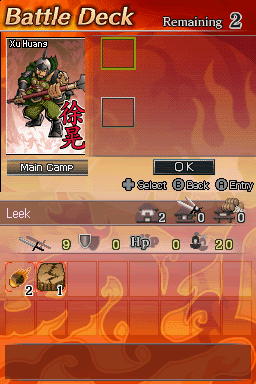 Battle Deck
Remaining 2
Xu Huang
徐晃
Main Camp
OK
Select B Back A Entry
Leek
2 0 0
9 0 Hp 0 20
2 1